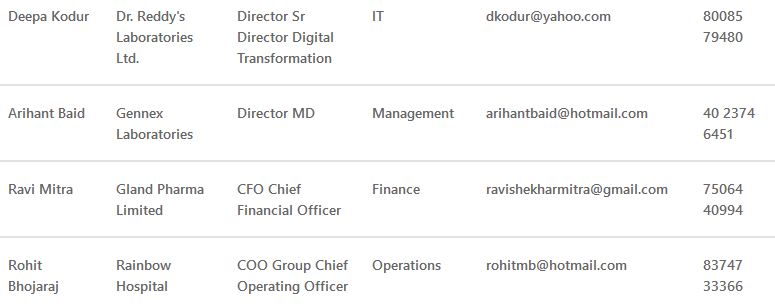 Deepa Kodur Dr. Reddy's Director Sr IT dkodur@yahoo.com 80085
Laboratories Director Digital 79480
Ltd. Transformation
Arihant Baid Gennex Director MD Management arihantbaid@hotmail.com 40 2374
Laboratories 6451
Ravi Mitra Gland Pharma CFO Chief Finance ravishekharmitra@gmail.com 75064
Limited Financial Officer 40994
Rohit Rainbow COO Group Chief Operations rohitmb@hotmail.com 83747
Bhojaraj Hospital Operating Officer 33366